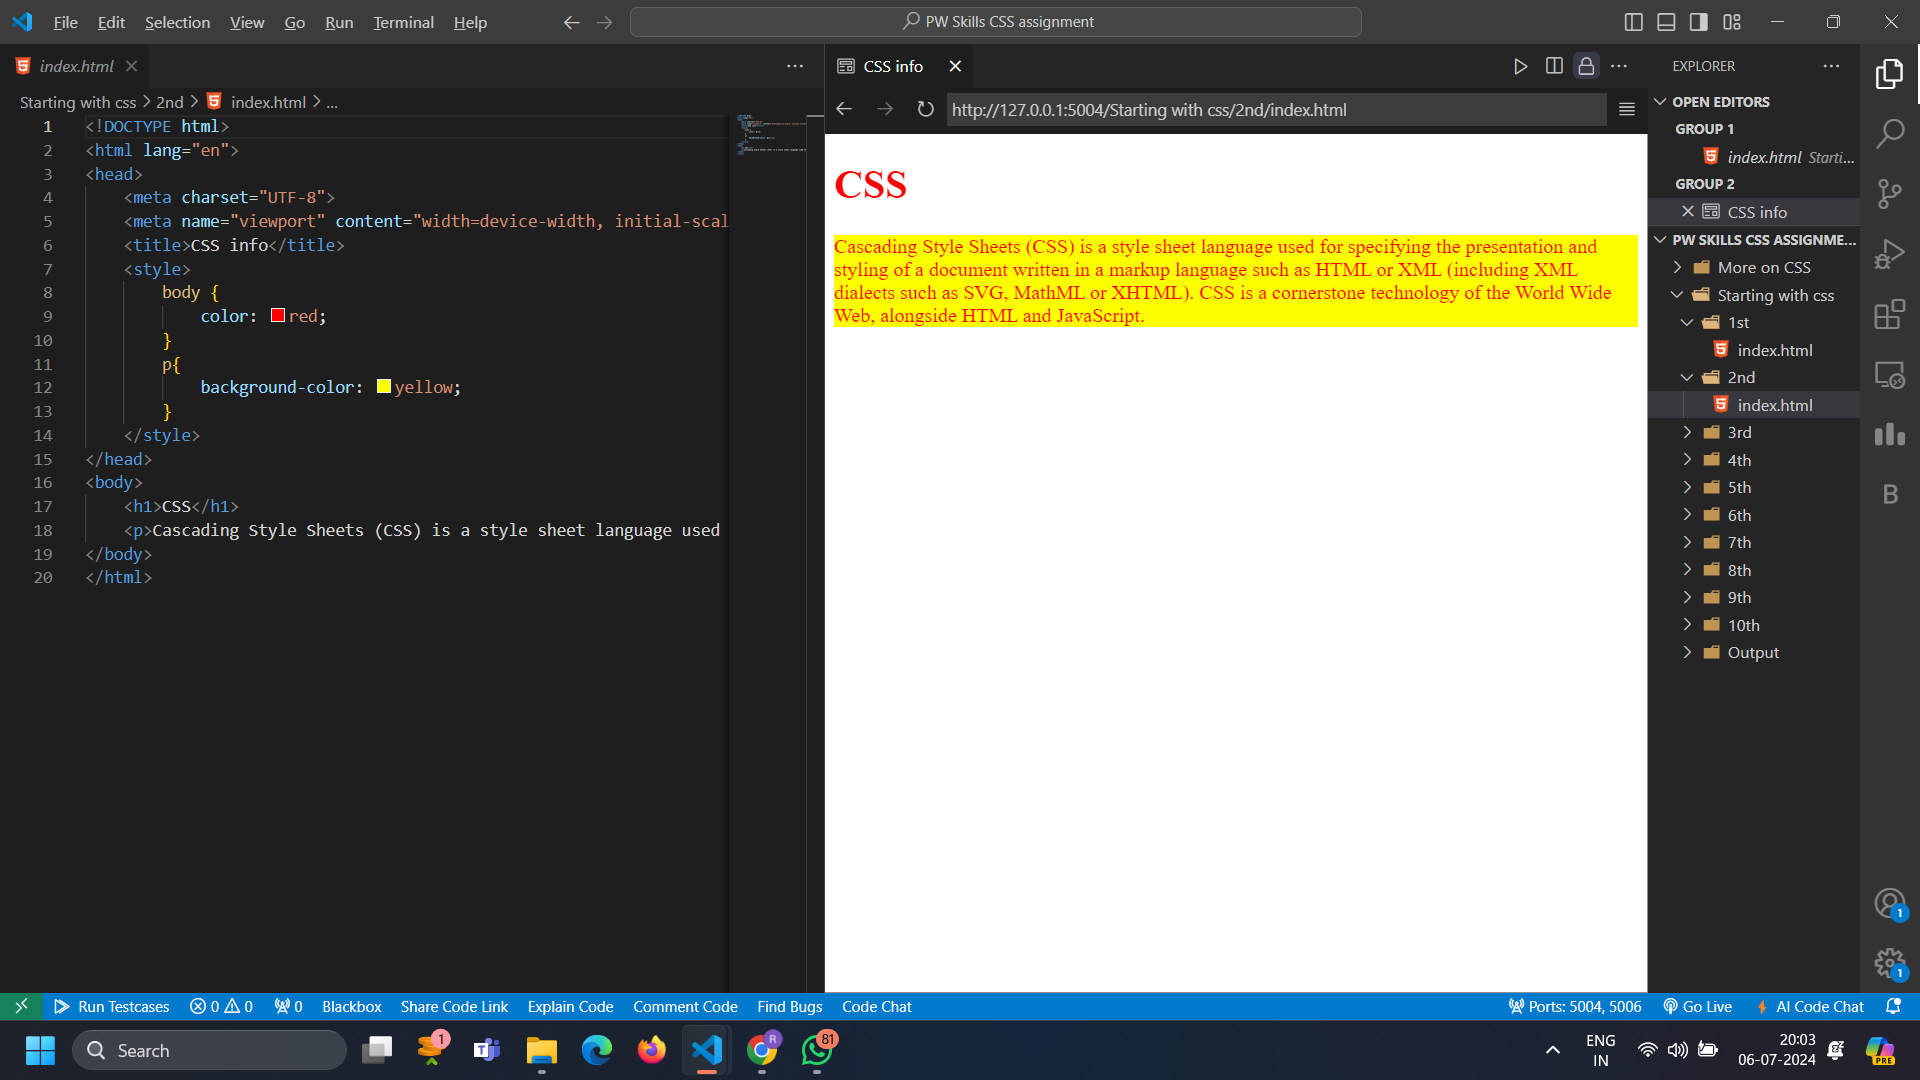 File Edit Selection View Go Run Terminal Help
PW Skills CSS assignment
index.html
Starting with css > 2nd > index.html > ...
1 <!DOCTYPE html>
2 <html lang="en">
3 <head>
4 <meta charset="UTF-8">
5 <meta name="viewport" content="width=device-width, initial-scal
6 <title>CSS info</title>
7 <style>
8 body {
9 color: red;
10 }
11 p{
12 background-color: yellow;
13 }
14 </style>
15 </head>
16 <body>
17 <h1>CSS</h1>
18 <p>Cascading Style Sheets (CSS) is a style sheet language used
19 </body>
20 </html>
CSS info
http://127.0.0.1:5004/Starting with css/2nd/index.html
CSS
Cascading Style Sheets (CSS) is a style sheet language used for specifying the presentation and
styling of a document written in a markup language such as HTML or XML (including XML
dialects such as SVG, MathML or XHTML). CSS is a cornerstone technology of the World Wide
Web, alongside HTML and JavaScript.
EXPLORER
OPEN EDITORS
GROUP 1
index.html Starti...
GROUP 2
CSS info
PW SKILLS CSS ASSIGNME...
More on CSS
Starting with css
1st
index.html
2nd
index.html
3rd
4th
5th
6th
7th
8th
9th
10th
Output
B
1
1
Run Testcases 0 0 0 Blackbox Share Code Link Explain Code Comment Code Find Bugs Code Chat
Ports: 5004, 5006 Go Live AI Code Chat
Search
1
R
81
ENG
IN
20:03
06-07-2024
PRE